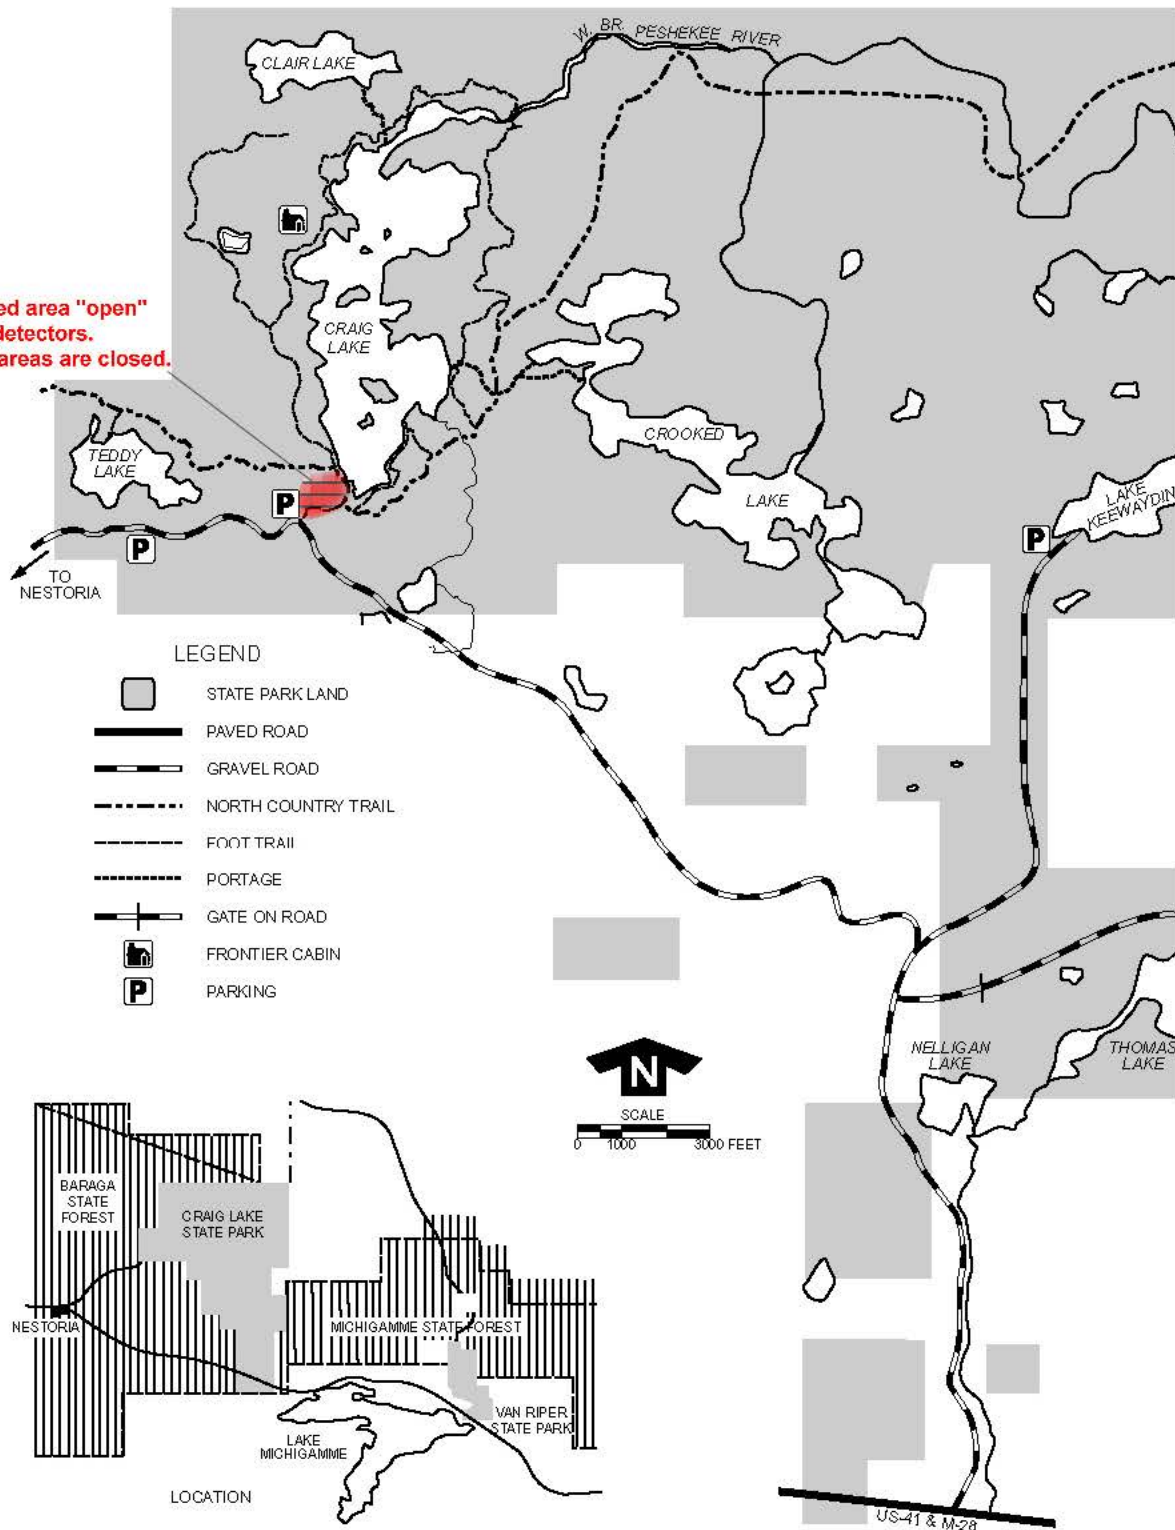 W. BR. PESHEKEE RIVER
CLAIR LAKE
ed area "open"
detectors.
areas are closed.
CRAIG
LAKE
TEDDY
LAKE
CROOKED
LAKE
LAKE
KEEWAYDIN
P
P
P
TO
NESTORIA
LEGEND
STATE PARK LAND
PAVED ROAD
GRAVEL ROAD
NORTH COUNTRY TRAIL
FOOT TRAIL
PORTAGE
GATE ON ROAD
FRONTIER CABIN
P PARKING
NELLIGAN
LAKE
THOMAS
LAKE
N
SCALE
0 1000 3000 FEET
BARAGA
STATE
FOREST
CRAIG LAKE
STATE PARK
NESTORIA
MICHIGAMME STATE FOREST
VAN RIPER
STATE PARK
LAKE
MICHIGAMME
LOCATION
US-41 & M-28